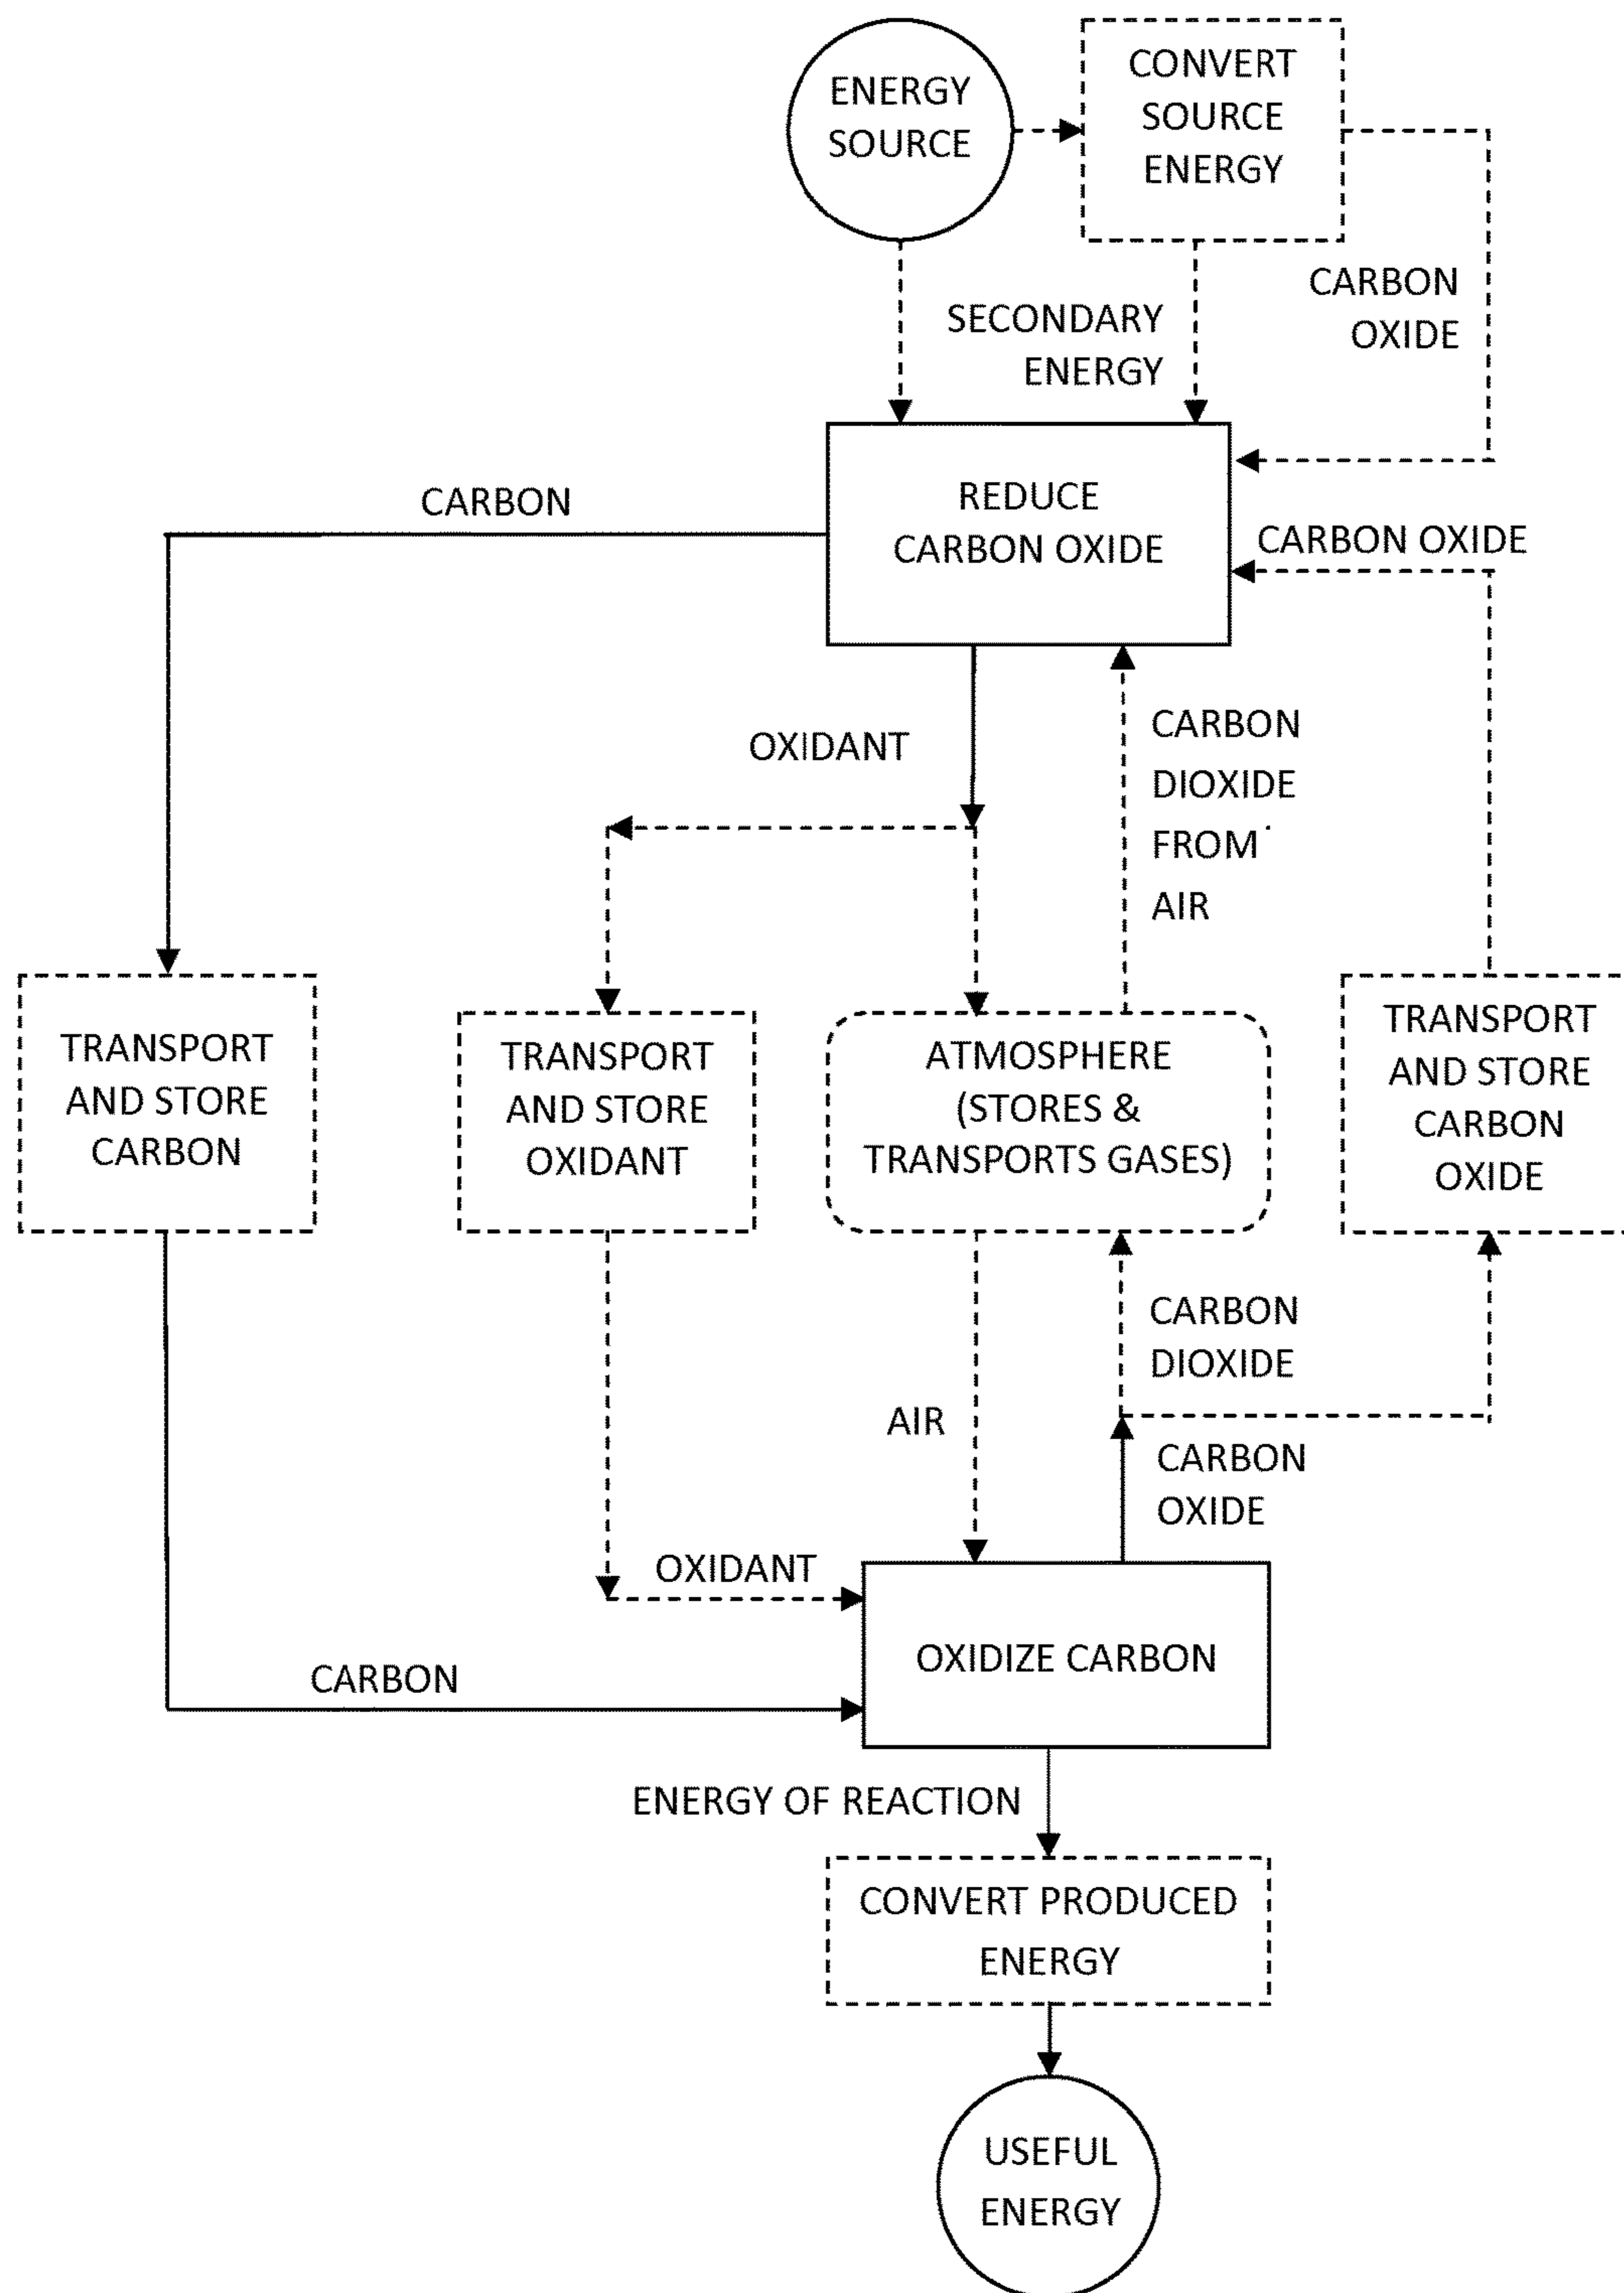 ENERGY
SOURCE
CONVERT
SOURCE
ENERGY
SECONDARY
ENERGY
CARBON
OXIDE
CARBON
REDUCE
CARBON OXIDE
CARBON OXIDE
OXIDANT
CARBON
DIOXIDE
FROM
AIR
TRANSPORT
AND STORE
CARBON
TRANSPORT
AND STORE
OXIDANT
ATMOSPHERE
(STORES &
TRANSPORTS GASES)
TRANSPORT
AND STORE
CARBON
OXIDE
CARBON
DIOXIDE
AIR
CARBON
OXIDE
OXIDANT
OXIDIZE CARBON
CARBON
ENERGY OF REACTION
CONVERT PRODUCED
ENERGY
USEFUL
ENERGY